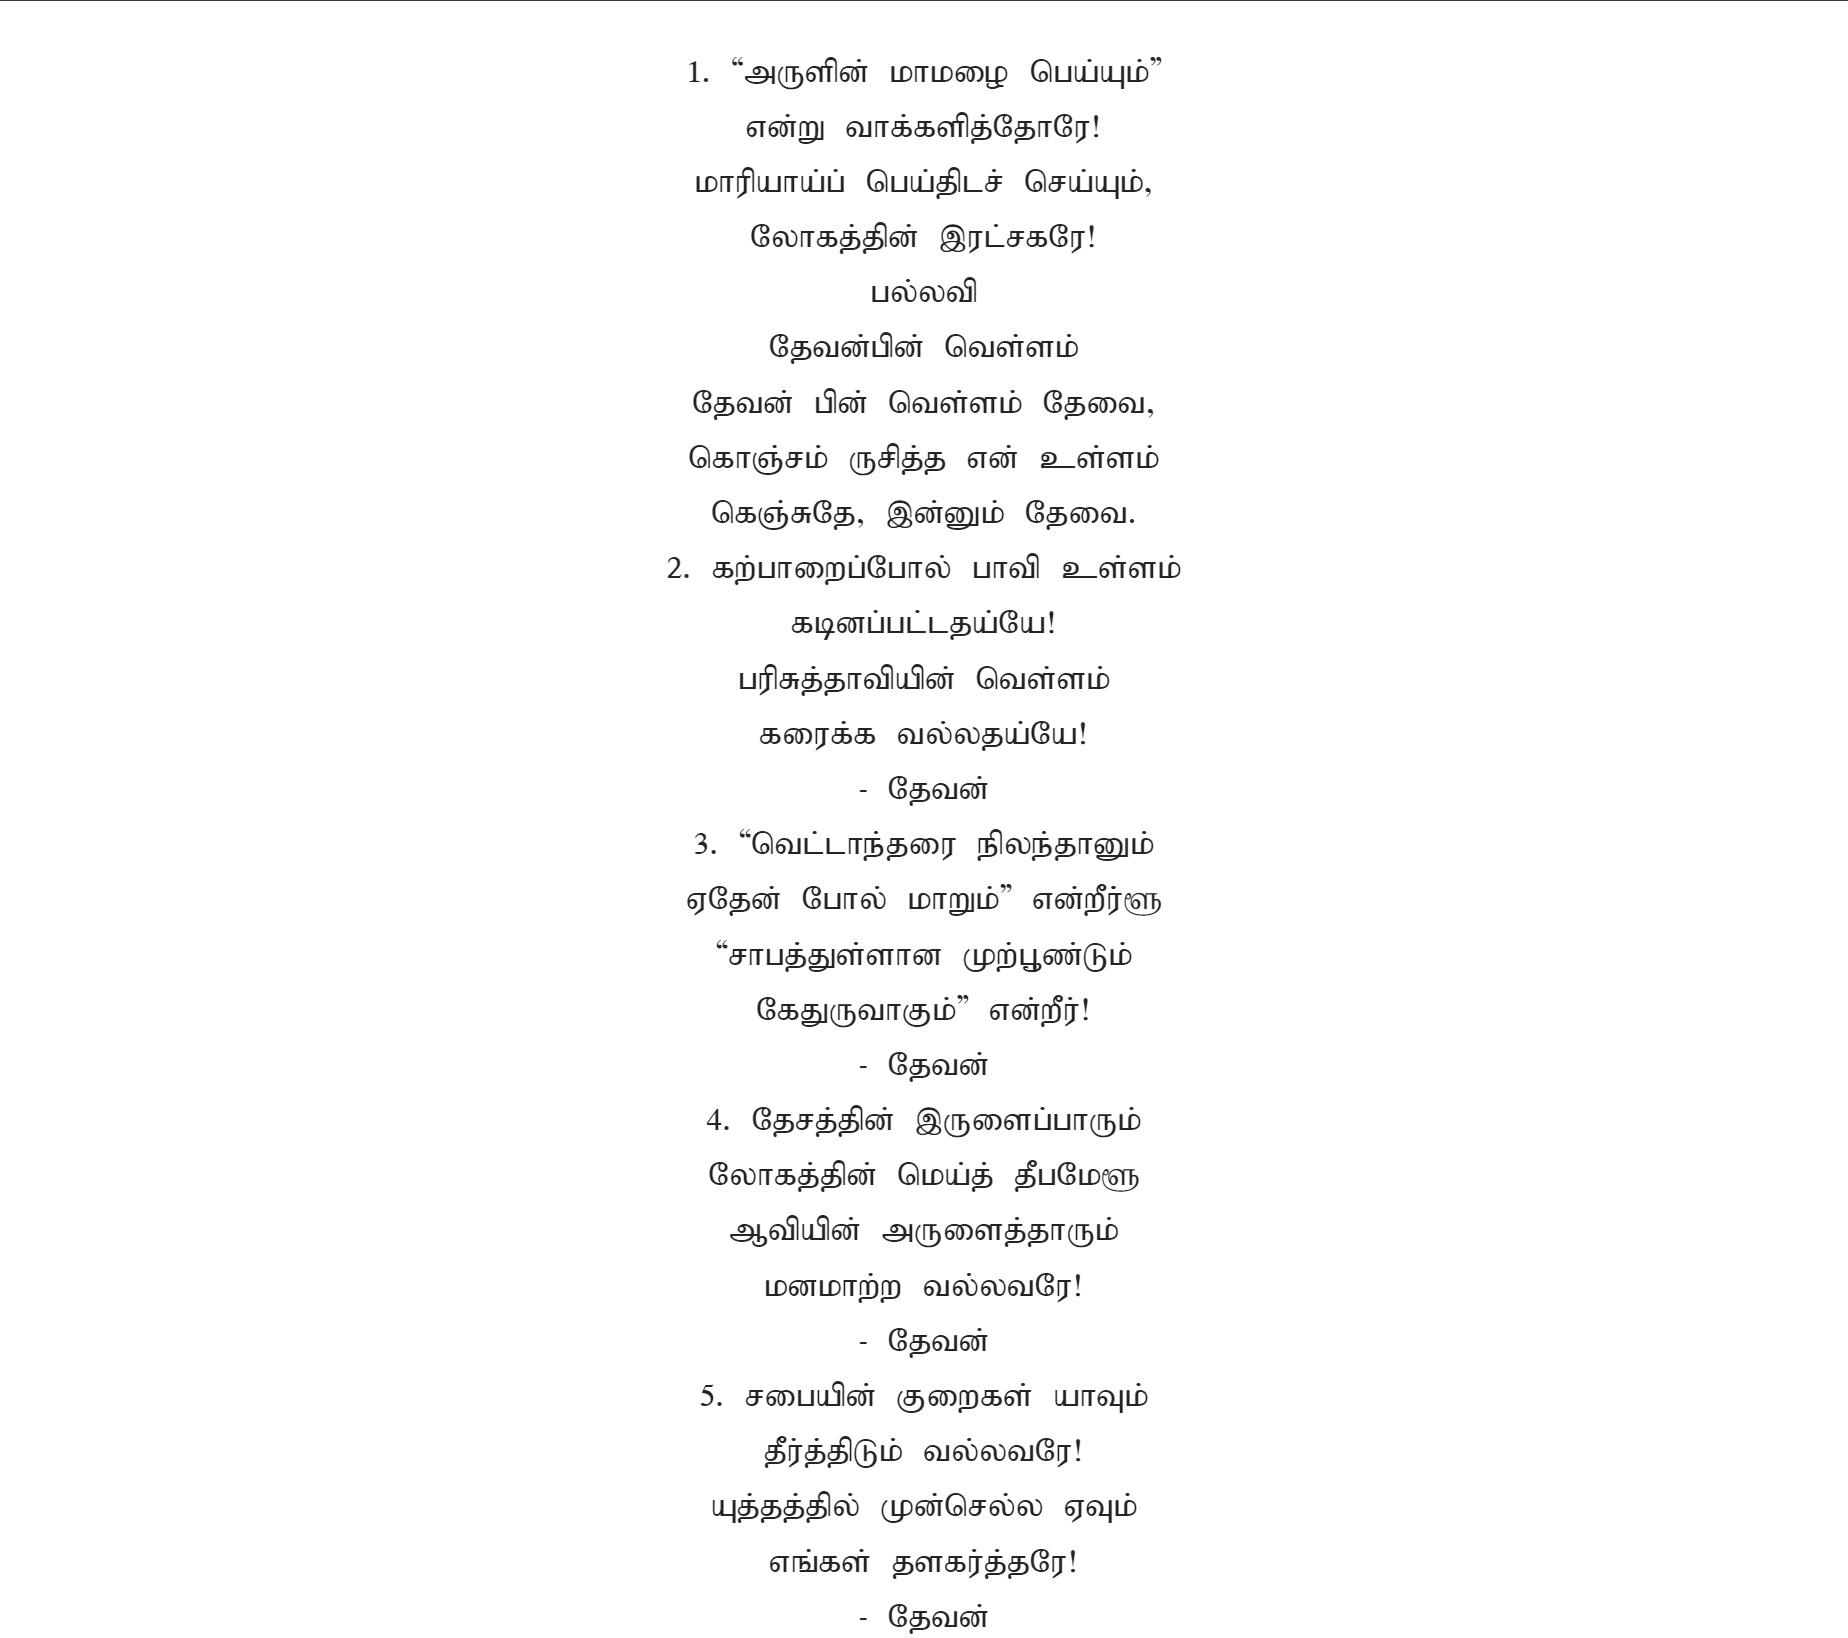 1. “அருளின் மாமழை பெய்யும்”
என்று வாக்களித்தோரே!
மாரியாய்ப் பெய்திடச் செய்யும்,
லோகத்தின் இரட்சகரே!
பல்லவி
தேவன்பின் வெள்ளம்
தேவன் பின் வெள்ளம் தேவை,
கொஞ்சம் ருசித்த என் உள்ளம்
கெஞ்சுதே, இன்னும் தேவை.
2. கற்பாறைப்போல் பாவி உள்ளம்
கடினப்பட்டதய்யே!
பரிசுத்தாவியின் வெள்ளம்
கரைக்க வல்லதய்யே!
- தேவன்
3. “வெட்டாந்தரை நிலந்தானும்
ஏதேன் போல் மாறும்” என்றீர்ளூ
“சாபத்துள்ளான முற்பூண்டும்
கேதுருவாகும்” என்றீர்!
- தேவன்
4. தேசத்தின் இருளைப்பாரும்
லோகத்தின் மெய்த் தீபமேளூ
ஆவியின் அருளைத்தாரும்
மனமாற்ற வல்லவரே!
- தேவன்
5. சபையின் குறைகள் யாவும்
தீர்த்திடும் வல்லவரே!
யுத்தத்தில் முன்செல்ல ஏவும்
எங்கள் தளகர்த்தரே!
- தேவன்